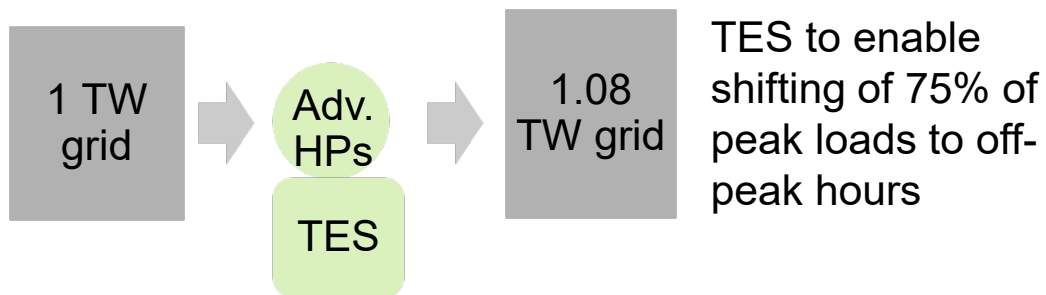 1 TW
grid
Adv.
HPs
TES
1.08
TW grid
TES to enable
shifting of 75% of
peak loads to off-
peak hours